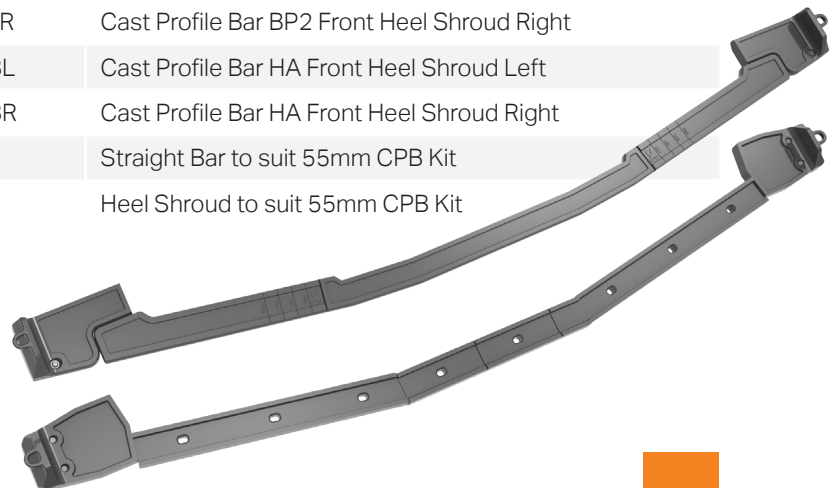 R Cast Profile Bar BP2 Front Heel Shroud Right
L Cast Profile Bar HA Front Heel Shroud Left
R Cast Profile Bar HA Front Heel Shroud Right
Straight Bar to suit 55mm CPB Kit
Heel Shroud to suit 55mm CPB Kit